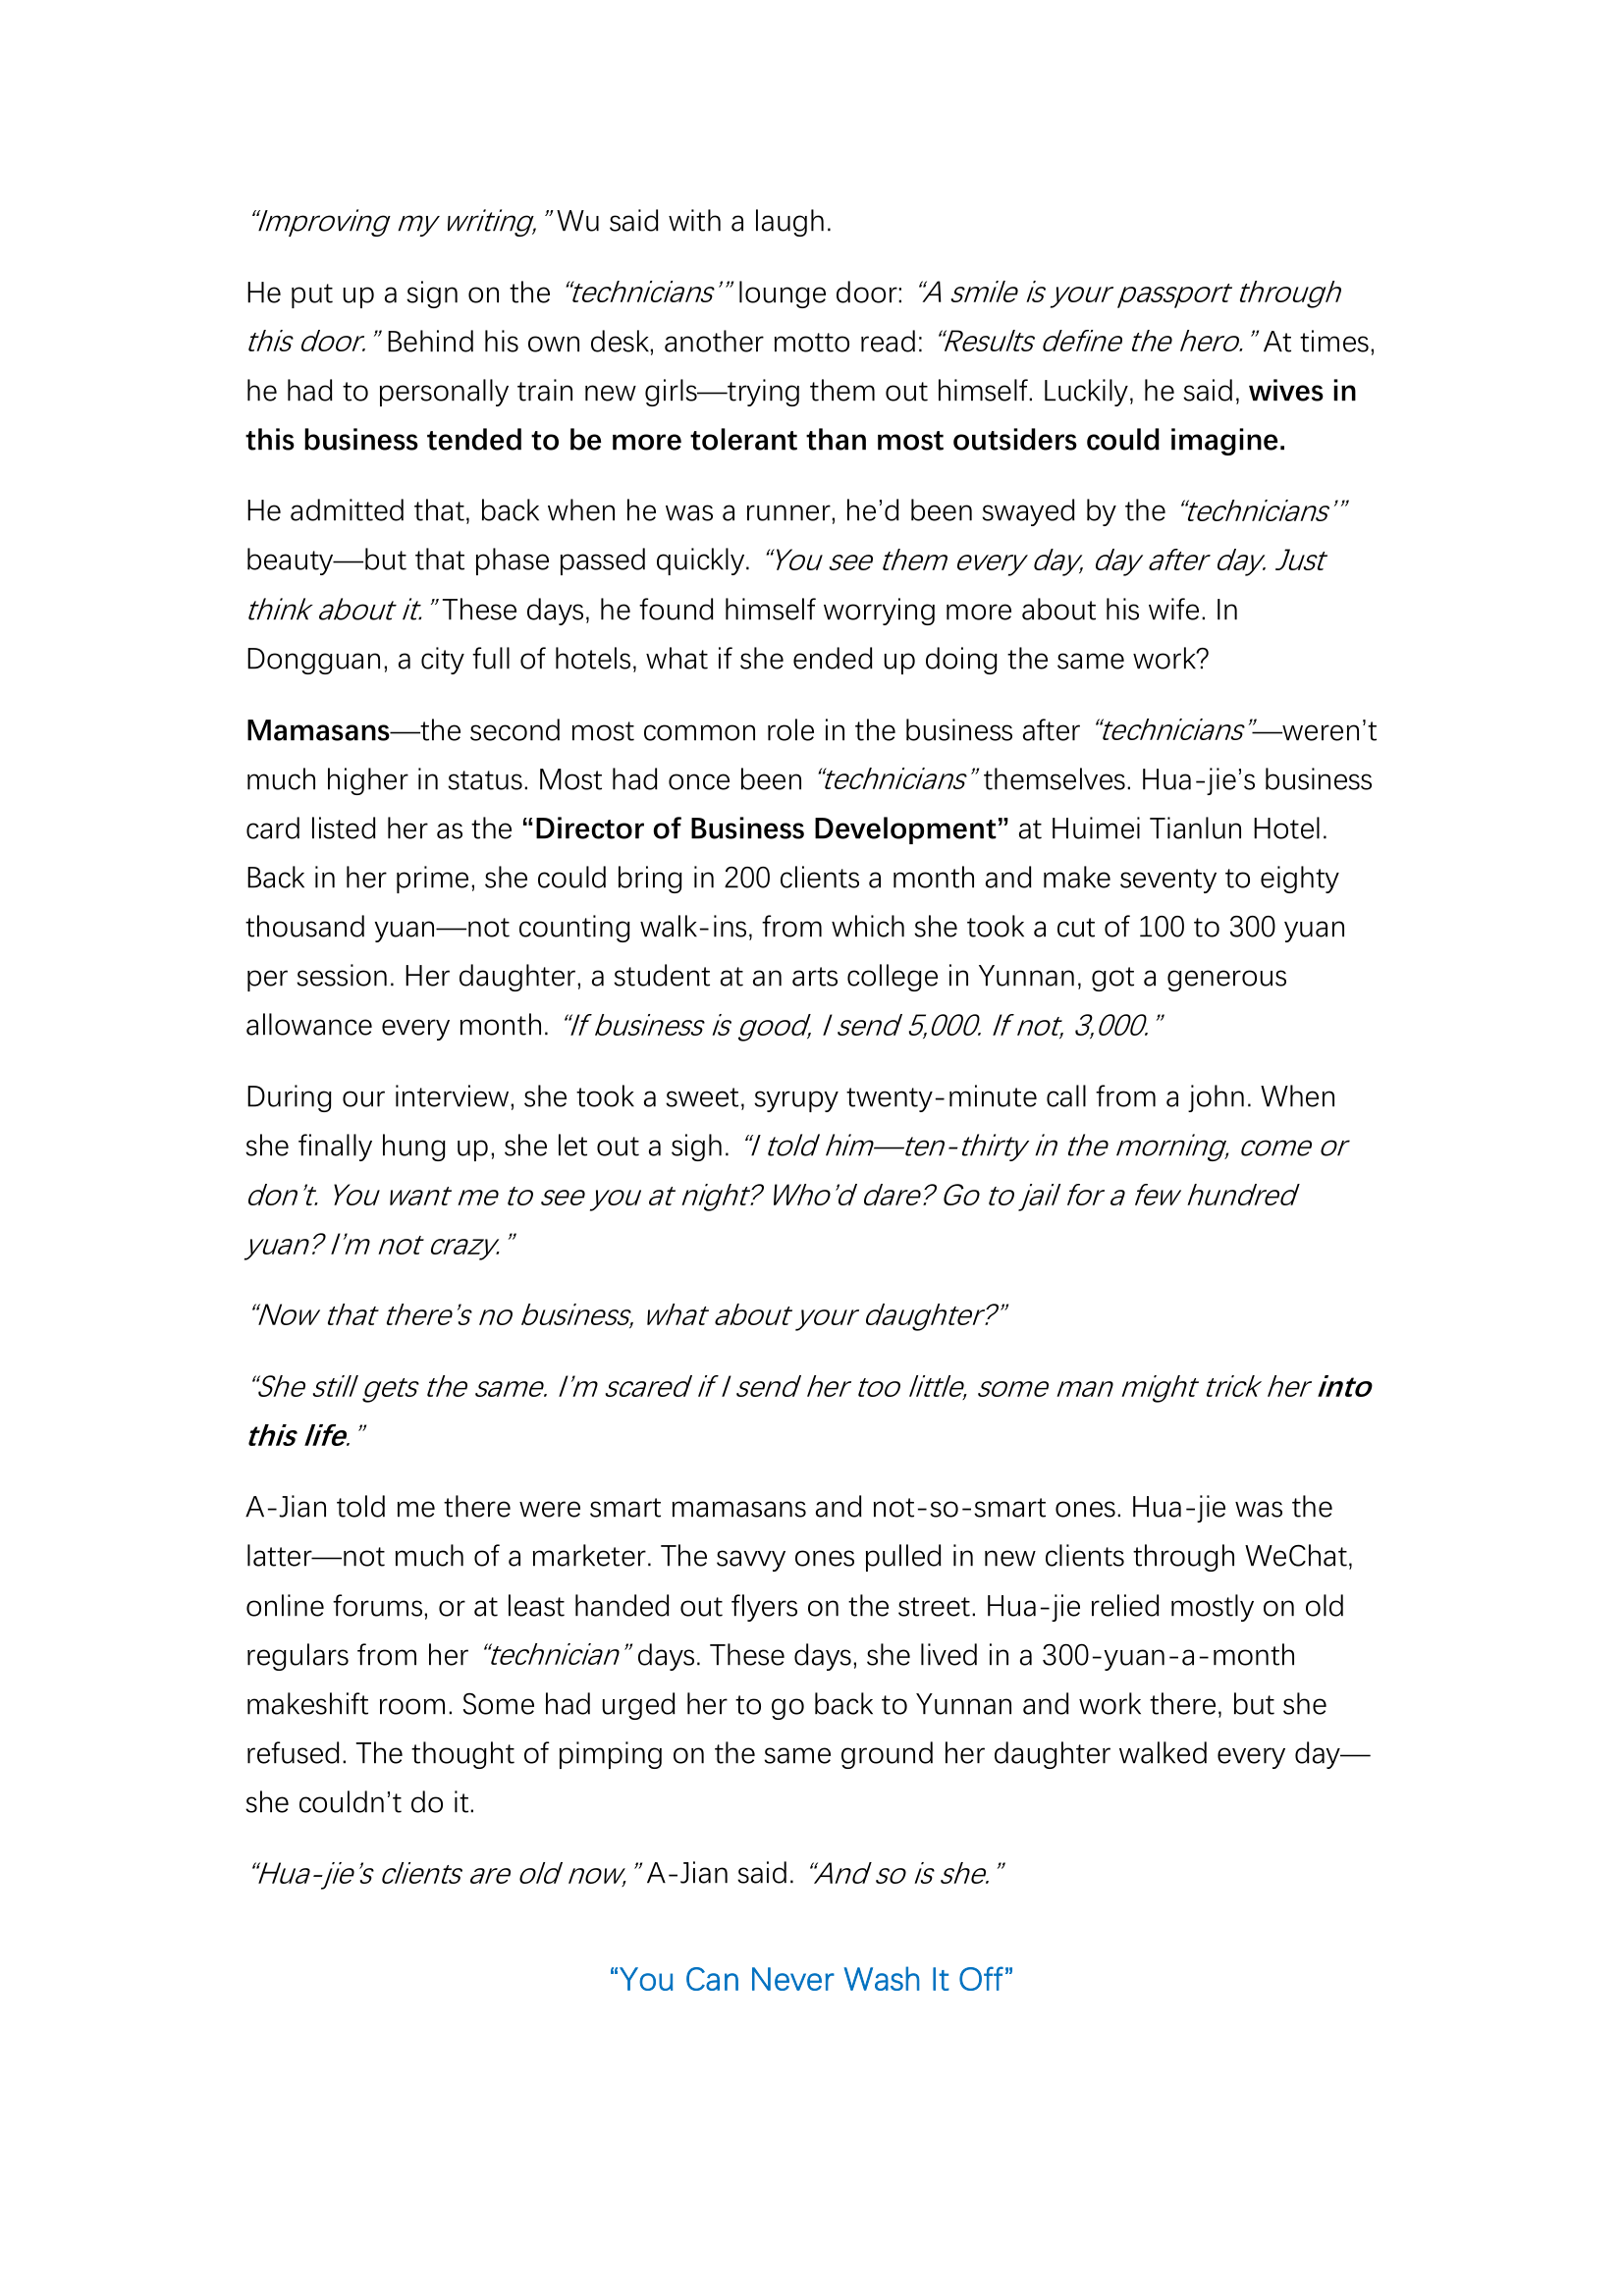 “Improving my writing,” Wu said with a laugh.
He put up a sign on the “technicians’” lounge door: “A smile is your passport through
this door.” Behind his own desk, another motto read: “Results define the hero.” At times,
he had to personally train new girls—trying them out himself. Luckily, he said, wives in
this business tended to be more tolerant than most outsiders could imagine.
He admitted that, back when he was a runner, he’d been swayed by the “technicians’”
beauty—but that phase passed quickly. “You see them every day, day after day. Just
think about it.” These days, he found himself worrying more about his wife. In
Dongguan, a city full of hotels, what if she ended up doing the same work?
Mamasans—the second most common role in the business after “technicians”—weren’t
much higher in status. Most had once been “technicians” themselves. Hua-jie’s business
card listed her as the “Director of Business Development” at Huimei Tianlun Hotel.
Back in her prime, she could bring in 200 clients a month and make seventy to eighty
thousand yuan—not counting walk-ins, from which she took a cut of 100 to 300 yuan
per session. Her daughter, a student at an arts college in Yunnan, got a generous
allowance every month. “If business is good, I send 5,000. If not, 3,000.”
During our interview, she took a sweet, syrupy twenty-minute call from a john. When
she finally hung up, she let out a sigh. “I told him—ten-thirty in the morning, come or
don’t. You want me to see you at night? Who’d dare? Go to jail for a few hundred
yuan? I’m not crazy.”
“Now that there’s no business, what about your daughter?”
“She still gets the same. I’m scared if I send her too little, some man might trick her into
this life.”
A-Jian told me there were smart mamasans and not-so-smart ones. Hua-jie was the
latter—not much of a marketer. The savvy ones pulled in new clients through WeChat,
online forums, or at least handed out flyers on the street. Hua-jie relied mostly on old
regulars from her “technician” days. These days, she lived in a 300-yuan-a-month
makeshift room. Some had urged her to go back to Yunnan and work there, but she
refused. The thought of pimping on the same ground her daughter walked every day—
she couldn’t do it.
“Hua-jie’s clients are old now,” A-Jian said. “And so is she.”
“You Can Never Wash It Off”